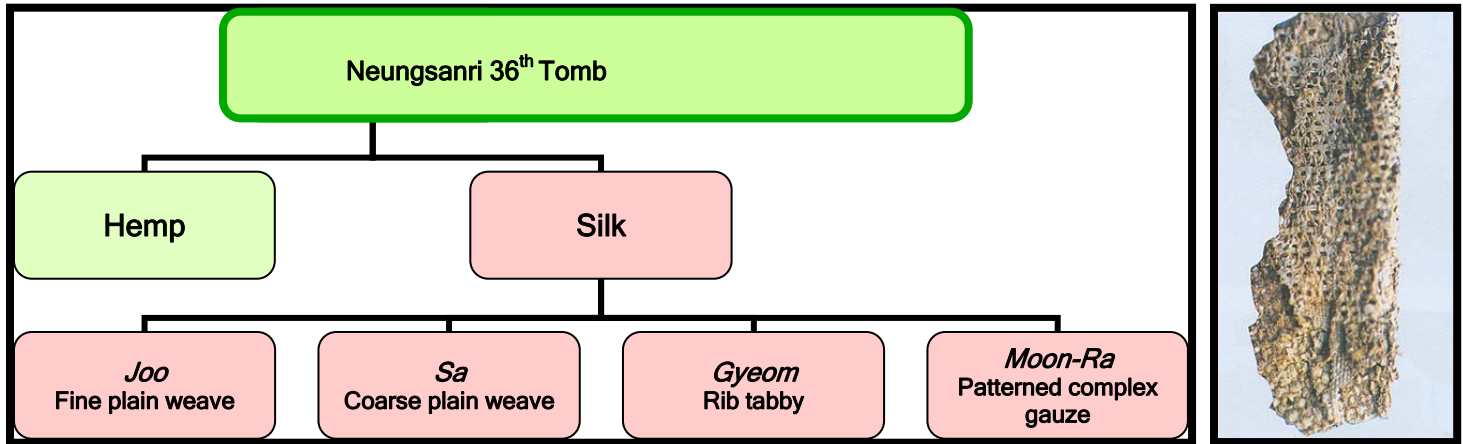 Neungsanri 36th Tomb
Hemp
Silk
Joo
Fine plain weave
Sa
Coarse plain weave
Gyeom
Rib tabby
Moon-Ra
Patterned complex
gauze